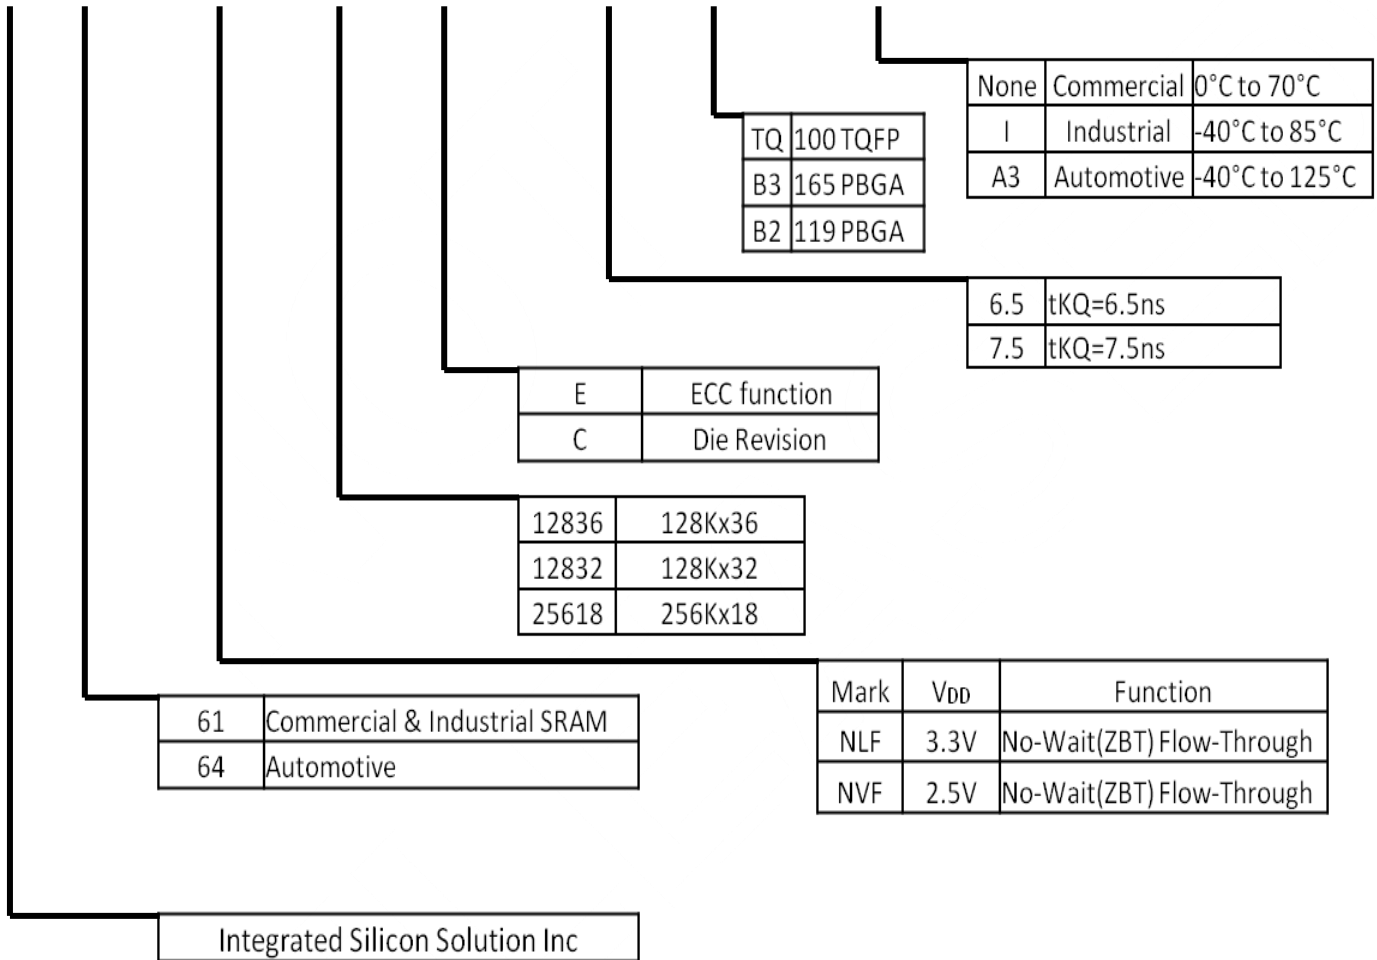 None Commercial 0°C to 70°C
I Industrial -40°C to 85°C
A3 Automotive -40°C to 125°C
TQ 100 TQFP
B3 165 PBGA
B2 119 PBGA
6.5 tKQ=6.5ns
7.5 tKQ=7.5ns
E ECC function
C Die Revision
12836 128Kx36
12832 128Kx32
25618 256Kx18
Mark VDD Function
NLF 3.3V No-Wait(ZBT) Flow-Through
NVF 2.5V No-Wait(ZBT) Flow-Through
61 Commercial & Industrial SRAM
64 Automotive
Integrated Silicon Solution Inc